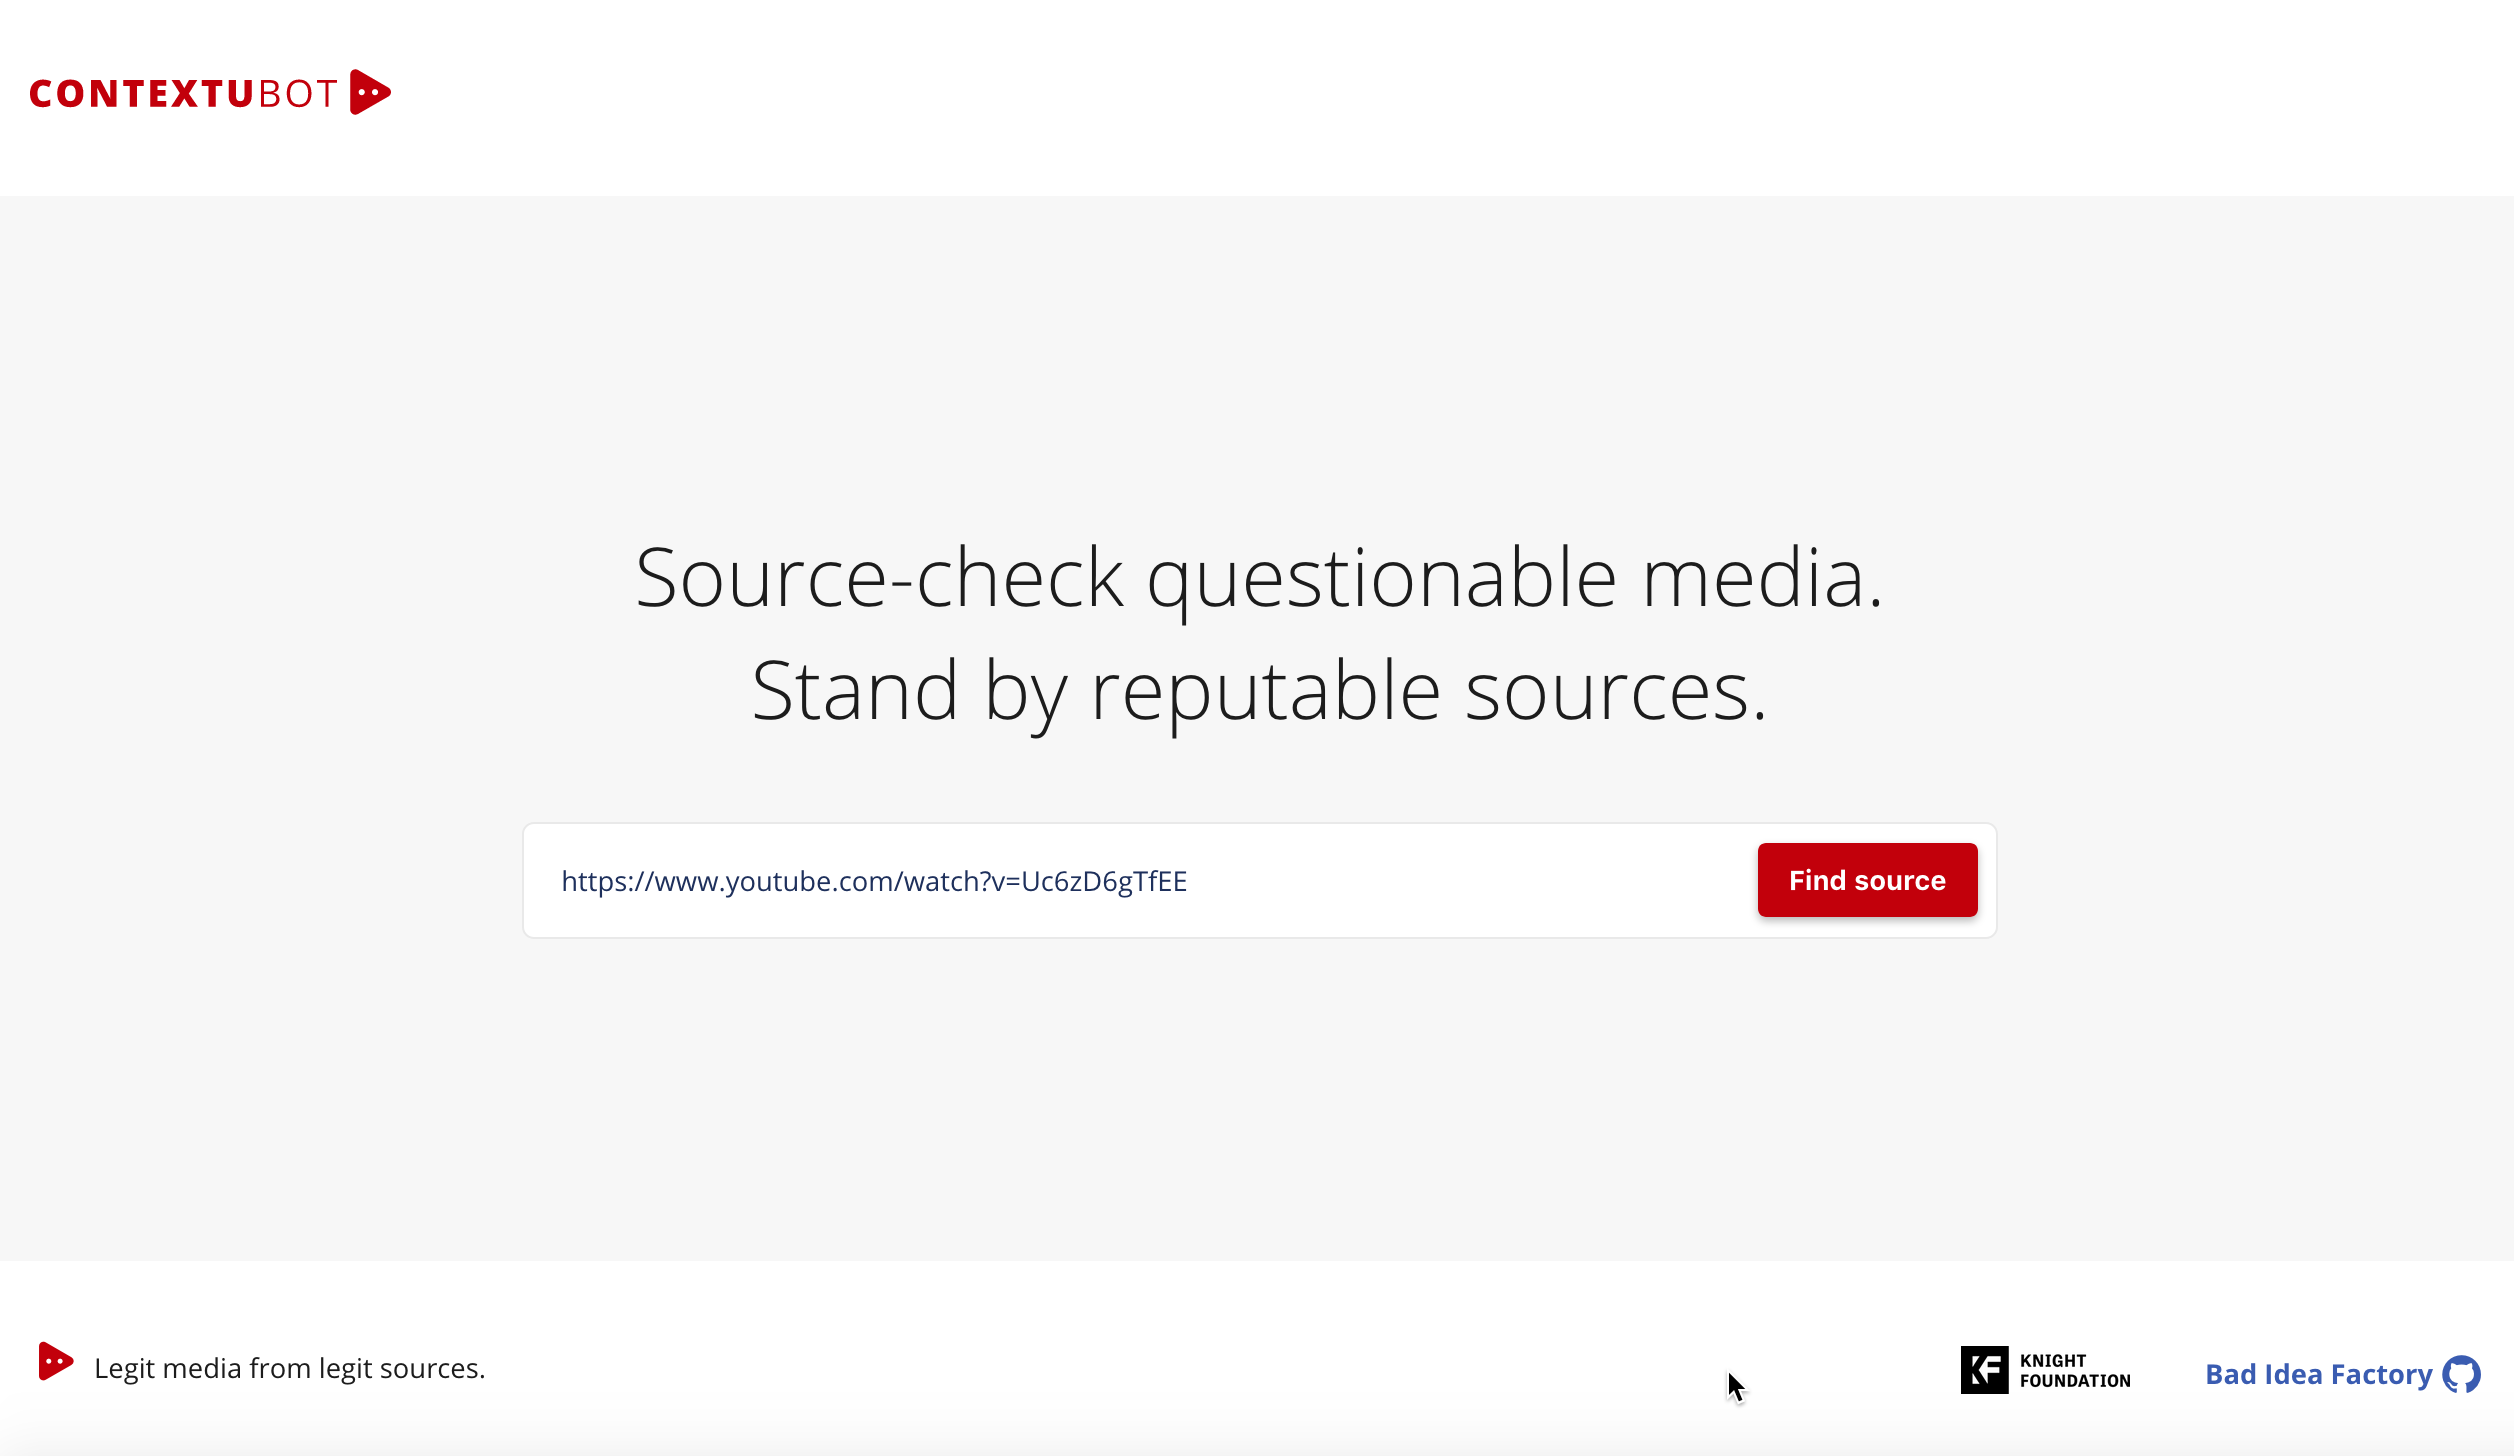 CONTEXTUBOT
Source-check questionable media.
Stand by reputable sources.
https://www.youtube.com/watch?v=Uc6zD6gTfEE
Find source
Legit media from legit sources.
KF
KNIGHT
FOUNDATION
Bad Idea Factory